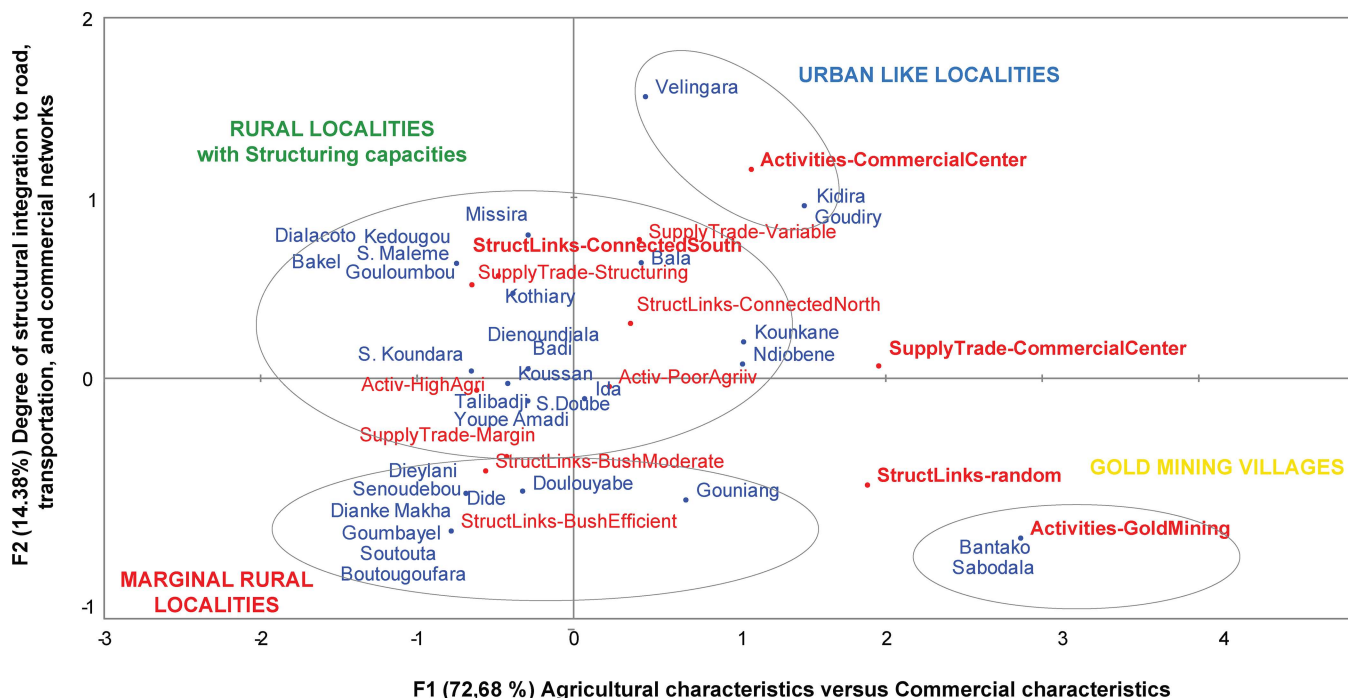 2
URBAN LIKE LOCALITIES
Velingara
RURAL LOCALITIES
with Structuring capacities
Activities-CommercialCenter
1
Kidira
Goudiry
Missira
SupplyTrade-Variable
Dialacoto Kedougou
StructLinks-ConnectedSouth
S. Maleme
Bala
Bakel
Gouloumbou
SupplyTrade-Structuring
Kothiary
StructLinks-ConnectedNorth
Dienoundiala
Kounkane
Badi
SupplyTrade-CommercialCenter
S. Koundara
Ndiobene
0
Koussan
Activ-PoorAgriiv
Activ-HighAgri
Ida
Talibadji
S.Doube
Youpe Amadi
SupplyTrade-Margin
StructLinks-BushModerate
GOLD MINING VILLAGES
Dieylani
StructLinks-random
Doulouyabe
Senoudebou
Gouniang
Dide
Dianke Makha
StructLinks-BushEfficient
Activities-GoldMining
Goumbayel
Bantako
Soutouta
Sabodala
Boutougoufara
MARGINAL RURAL
LOCALITIES
-1
-3 -2 -1 0 1 2 3 4
F1 (72,68 %) Agricultural characteristics versus Commercial characteristics
F2 (14.38%) Degree of structural integration to road,
transportation, and commercial networks